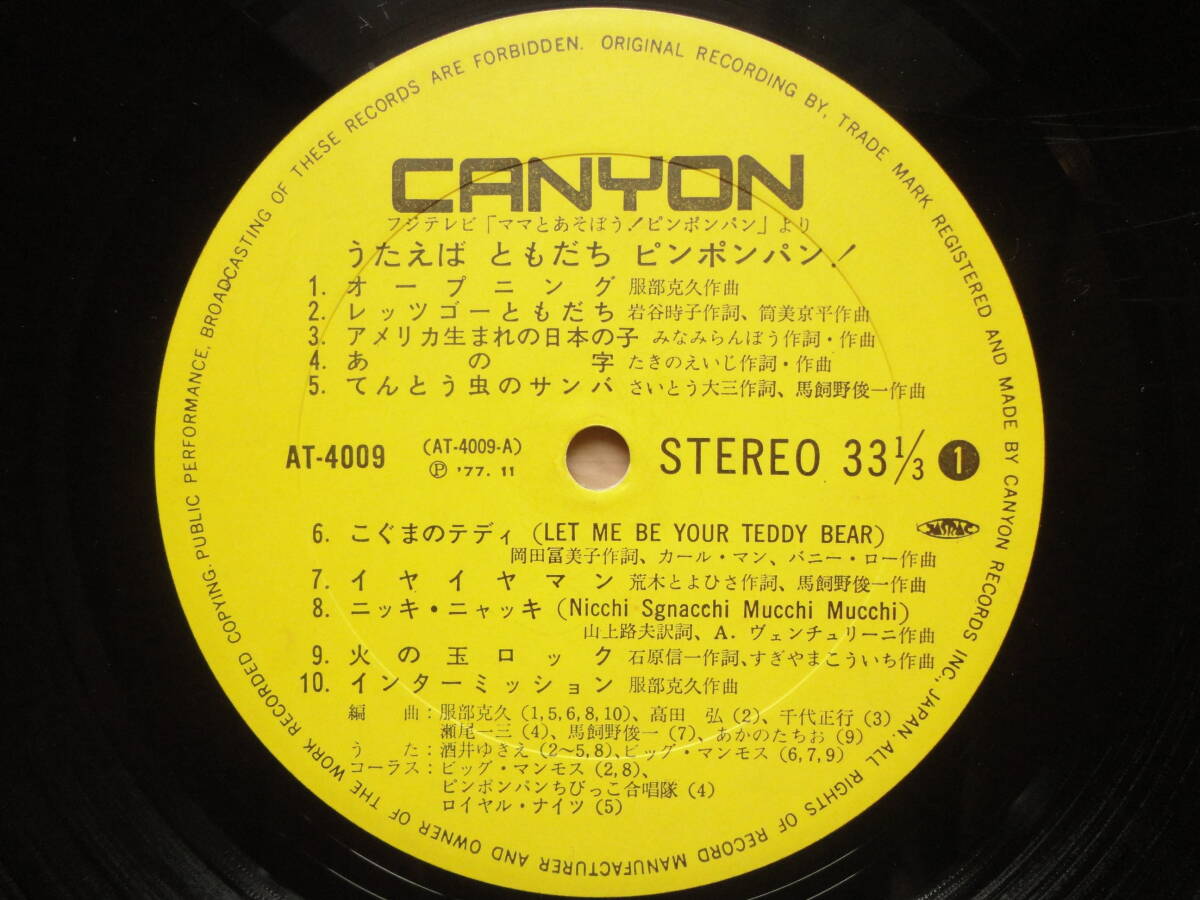 CANYON
フジテレビ「ママとあそぼう!ピンポンパン」より
うたえば ともだち ピンポンパン!
1. オープニング 服部克久作曲
2. レッツゴーともだち 岩谷時子作詞、筒美京平作曲
3. アメリカ生まれの日本の子 みなみらんぼう作詞・作曲
4. あの字 たきのえいじ作詞・作曲
5. てんとう虫のサンバ さいとう大三作詞、馬飼野俊一作曲
AT-4009 (AT-4009-A) STEREO 33 1/3 1
Ⓟ '77. 11
JASRAC
6. こぐまのテディ (LET ME BE YOUR TEDDY BEAR)
岡田冨美子作詞、カール・マン、バニー・ロー作曲
7. イヤイヤマン 荒木とよひさ作詞、馬飼野俊一作曲
8. ニッキ・ニャッキ (Nicchi Sgnacchi Mucchi Mucchi)
山上路夫訳詞、A. ヴェンチュリーニ作曲
9. 火の玉ロック 石原信一作詞、すぎやまこういち作曲
10. インターミッション 服部克久作曲
編曲:服部克久 (1,5,6,8,10)、高田 弘 (2)、千代正行 (3)
瀬尾一三 (4)、馬飼野俊一 (7)、あかのたちお (9)
うた:酒井ゆきえ (2〜5,8)、ビッグ・マンモス (6,7,9)
コーラス:ビッグ・マンモス (2,8)、
ピンポンパンちびっこ合唱隊 (4)
ロイヤル・ナイツ (5)
ORIGINAL RECORDING BY, TRADE MARK REGISTERED AND MADE BY CANYON RECORDS INC., JAPAN. ALL RIGHTS OF RECORD MANUFACTURER AND OWNER OF THE WORK RECORDED COPYING, PUBLIC PERFORMANCE, BROADCASTING OF THESE RECORDS ARE FORBIDDEN.